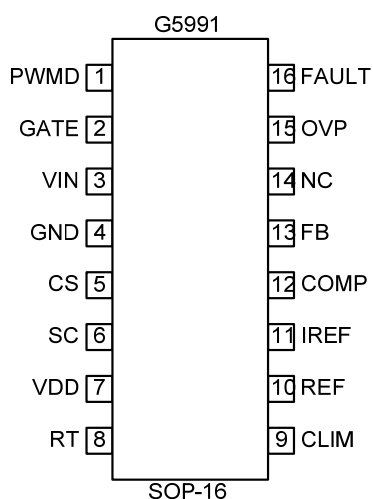 G5991
PWMD 1 16 FAULT
GATE 2 15 OVP
VIN 3 14 NC
GND 4 13 FB
CS 5 12 COMP
SC 6 11 IREF
VDD 7 10 REF
RT 8 9 CLIM
SOP-16